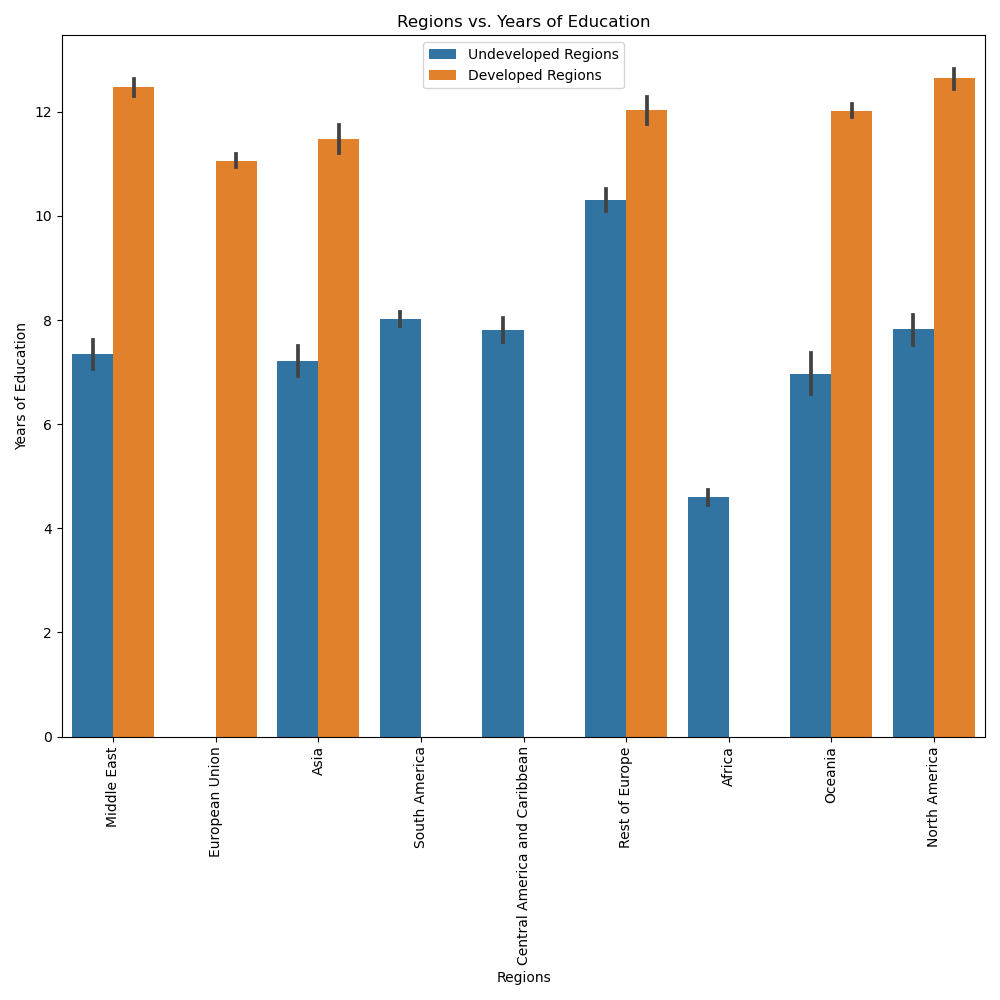 Regions vs. Years of Education
Undeveloped Regions
Developed Regions
Years of Education
12
10
8
6
4
2
0
Middle East
European Union
Asia
South America
Central America and Caribbean
Rest of Europe
Africa
Oceania
North America
Regions